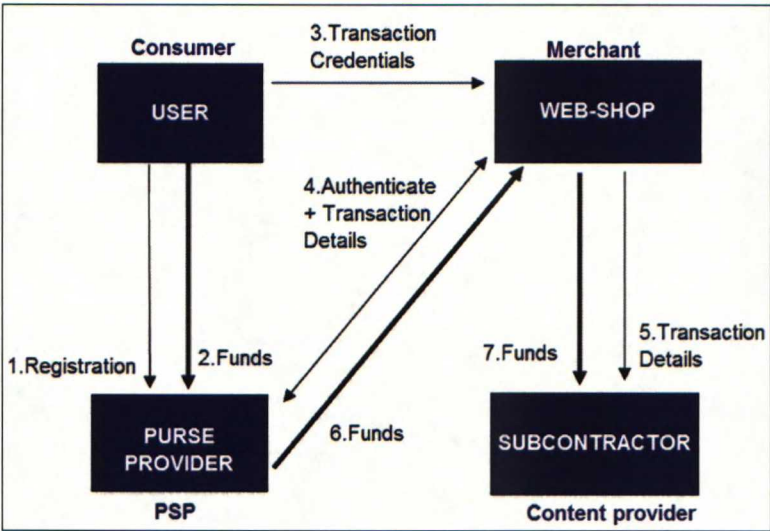 Consumer
3.Transaction
Credentials
Merchant
USER
WEB-SHOP
4.Authenticate
+ Transaction
Details
1.Registration
2.Funds
7.Funds
5.Transaction
Details
PURSE
PROVIDER
6.Funds
SUBCONTRACTOR
PSP
Content provider